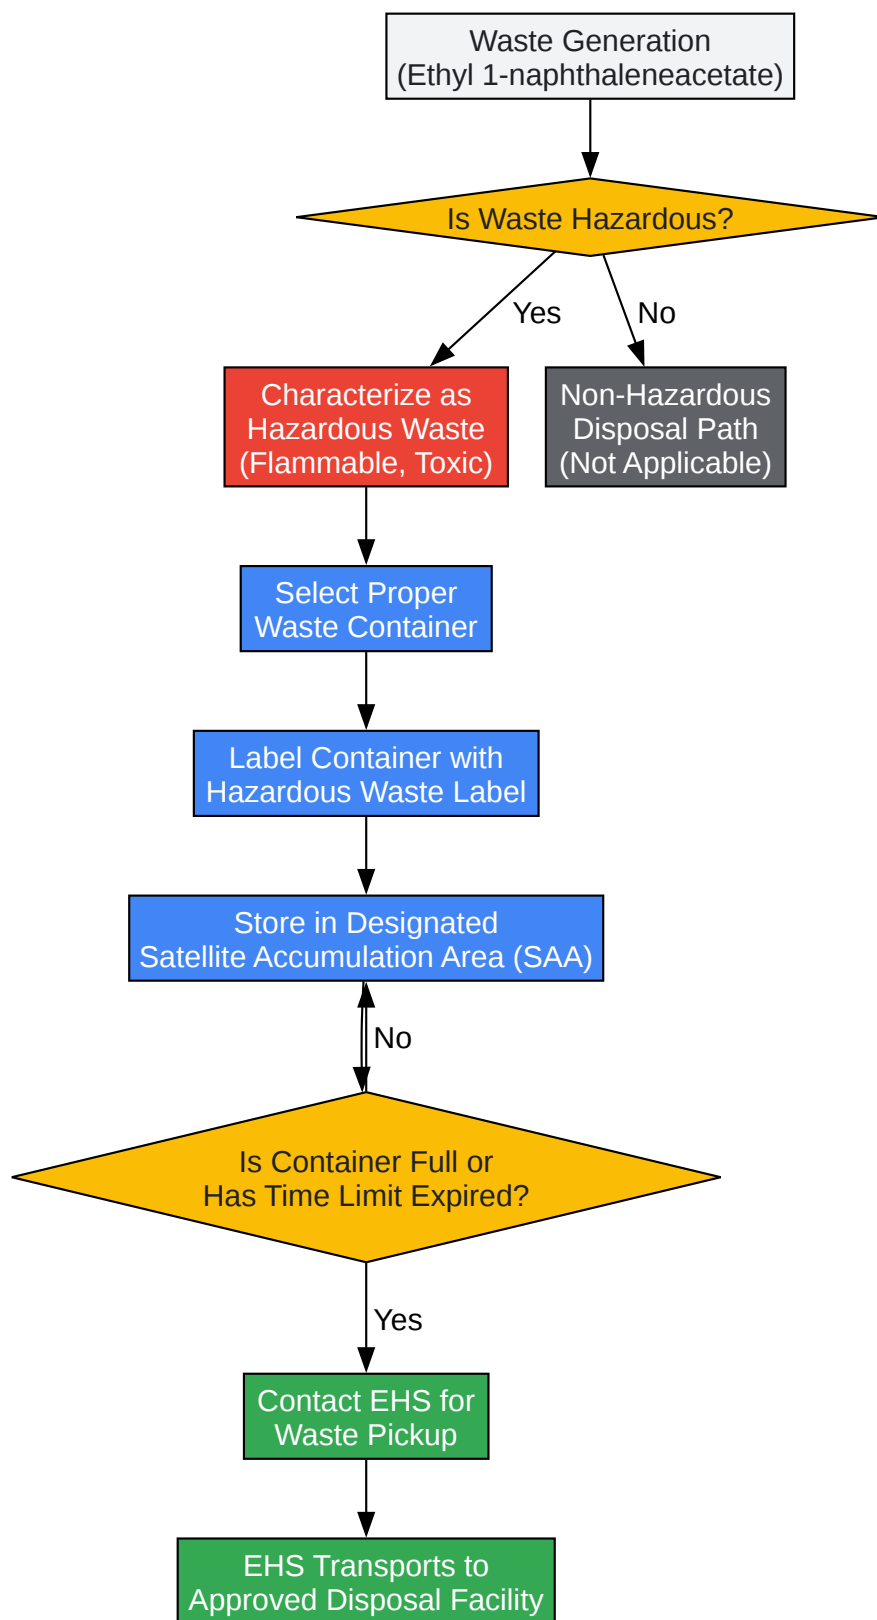 Waste Generation
(Ethyl 1-naphthaleneacetate)
Is Waste Hazardous?
Yes
No
Characterize as
Hazardous Waste
(Flammable, Toxic)
Non-Hazardous
Disposal Path
(Not Applicable)
Select Proper
Waste Container
Label Container with
Hazardous Waste Label
Store in Designated
Satellite Accumulation Area (SAA)
No
Is Container Full or
Has Time Limit Expired?
Yes
Contact EHS for
Waste Pickup
EHS Transports to
Approved Disposal Facility